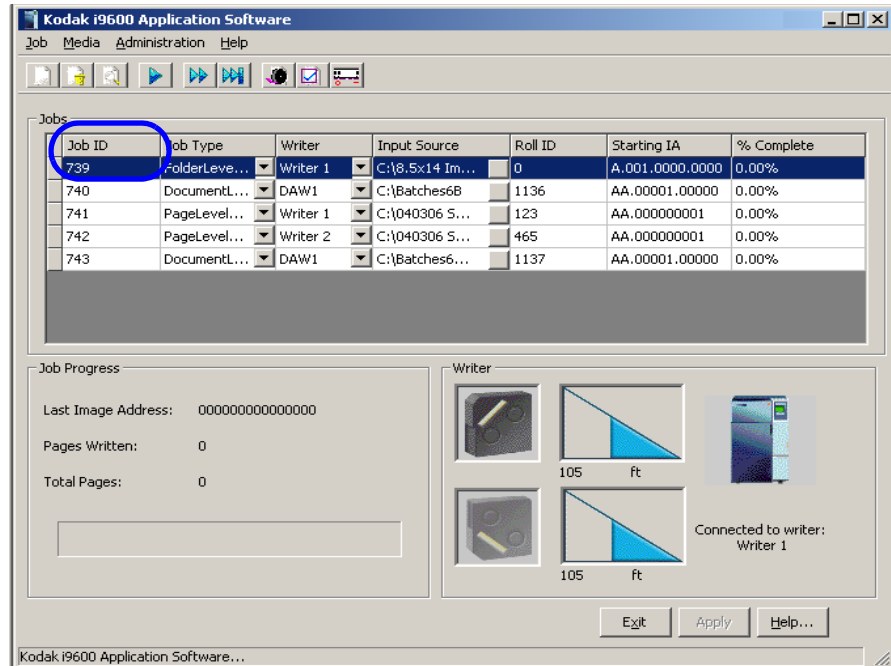 Kodak i9600 Application Software
Job Media Administration Help
Jobs
Job ID Job Type Writer Input Source Roll ID Starting IA % Complete
739 FolderLeve... Writer 1 C:\8.5x14 Im... 0 A.001.0000.0000 0.00%
740 DocumentL... DAW1 C:\Batches6B 1136 AA.00001.00000 0.00%
741 PageLevel... Writer 1 C:\040306 S... 123 AA.000000001 0.00%
742 PageLevel... Writer 2 C:\040306 S... 465 AA.000000001 0.00%
743 DocumentL... DAW1 C:\Batches6... 1137 AA.00001.00000 0.00%
Job Progress
Last Image Address: 000000000000000
Pages Written: 0
Total Pages: 0
Writer
105 ft
105 ft
Connected to writer:
Writer 1
Exit Apply Help...
Kodak i9600 Application Software...